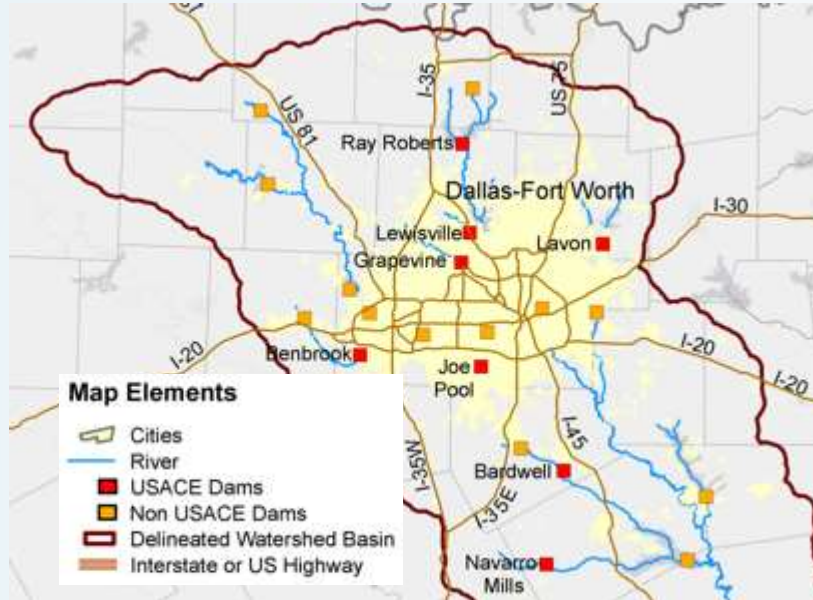 I-35
US 75
US 81
Ray Roberts
Dallas-Fort Worth
I-30
Lewisville
Lavon
Grapevine
I-20
Benbrook
Joe
Pool
I-20
I-20
Map Elements
Cities
River
USACE Dams
Non USACE Dams
Delineated Watershed Basin
Interstate or US Highway
I-35W
I-45
Bardwell
I-35E
Navarro
Mills